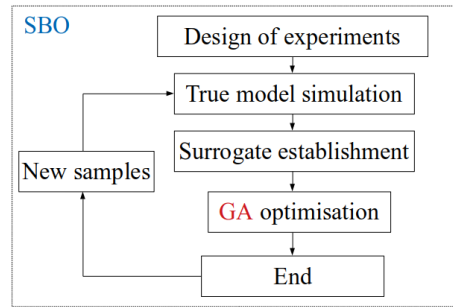 SBO
Design of experiments
True model simulation
Surrogate establishment
New samples
GA optimisation
End